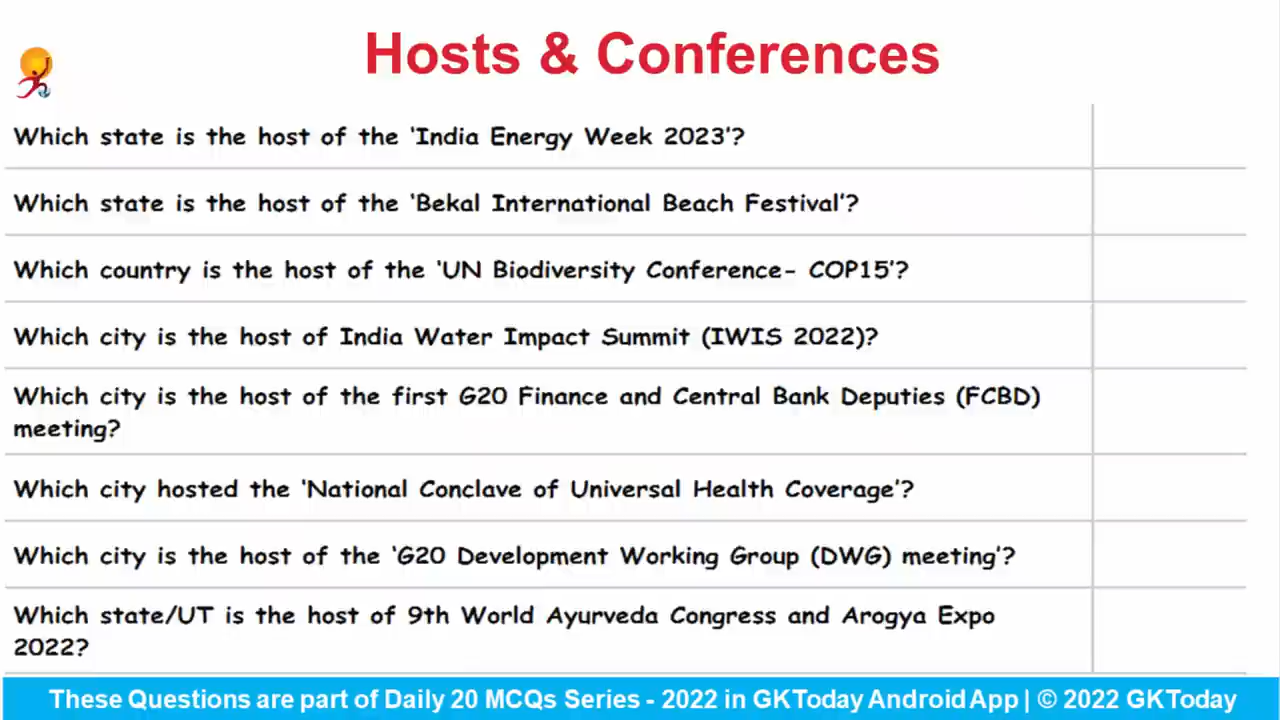 Hosts & Conferences
Which state is the host of the ‘India Energy Week 2023’?
Which state is the host of the ‘Bekal International Beach Festival’?
Which country is the host of the ‘UN Biodiversity Conference- COP15’?
Which city is the host of India Water Impact Summit (IWIS 2022)?
Which city is the host of the first G20 Finance and Central Bank Deputies (FCBD)
meeting?
Which city hosted the ‘National Conclave of Universal Health Coverage’?
Which city is the host of the ‘G20 Development Working Group (DWG) meeting’?
Which state/UT is the host of 9th World Ayurveda Congress and Arogya Expo
2022?
These Questions are part of Daily 20 MCQs Series - 2022 in GKToday Android App | © 2022 GKToday